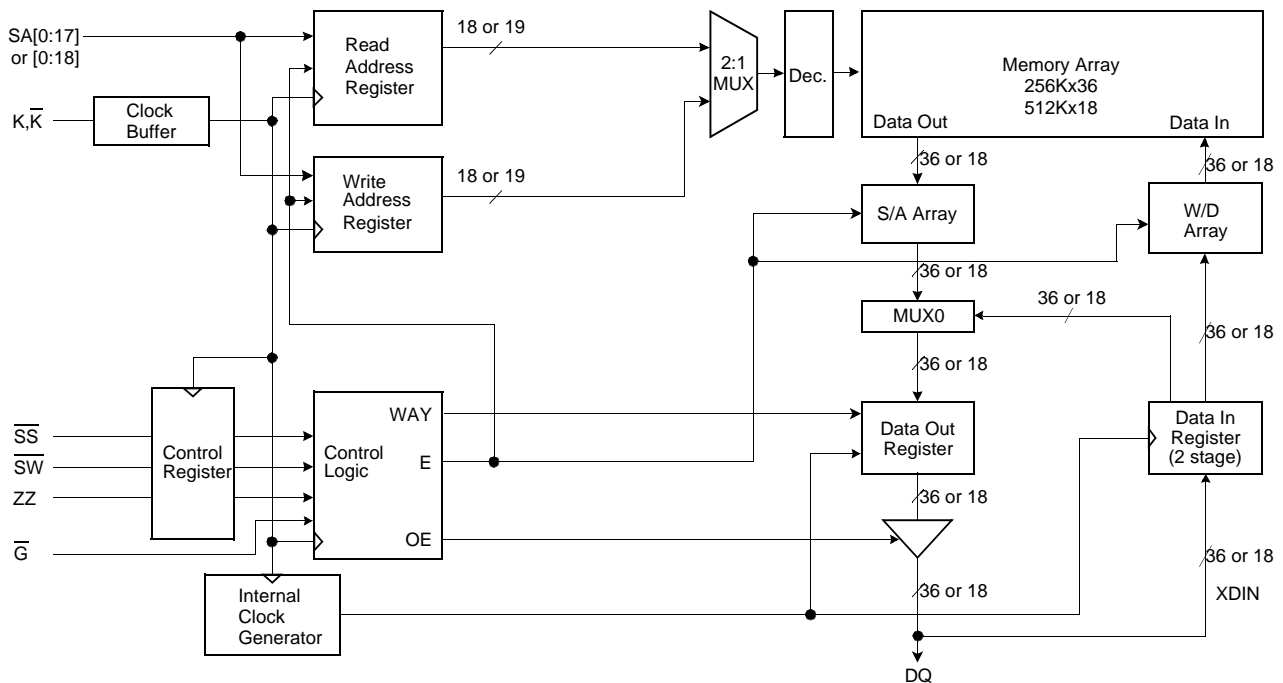 SA[0:17]
or [0:18]
K,K̅
Clock
Buffer
Read
Address
Register
18 or 19
2:1
MUX
Dec.
Memory Array
256Kx36
512Kx18
Data Out
Data In
36 or 18
36 or 18
Write
Address
Register
18 or 19
S/A Array
W/D
Array
36 or 18
36 or 18
MUX0
36 or 18
36 or 18
S̅S̅
S̅W̅
ZZ
G̅
Control
Register
Control
Logic
WAY
E
OE
Data Out
Register
Data In
Register
(2 stage)
36 or 18
36 or 18
XDIN
Internal
Clock
Generator
36 or 18
DQ